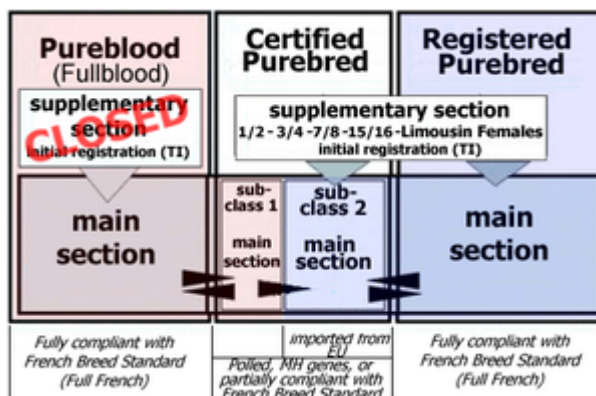 Pureblood
(Fullblood)
supplementary
section
CLOSED
initial registration (TI)
main
section
Certified
Purebred
Registered
Purebred
supplementary section
1/2 - 3/4 -7/8 -15/16 -Limousin Females
initial registration (TI)
sub-
class 1
main
section
sub-
class 2
main
section
main
section
Fully compliant with
French Breed Standard
(Full French)
imported from
EU
Polled, MH genes, or
partially compliant with
French Breed Standard
Fully compliant with
French Breed Standard
(Full French)